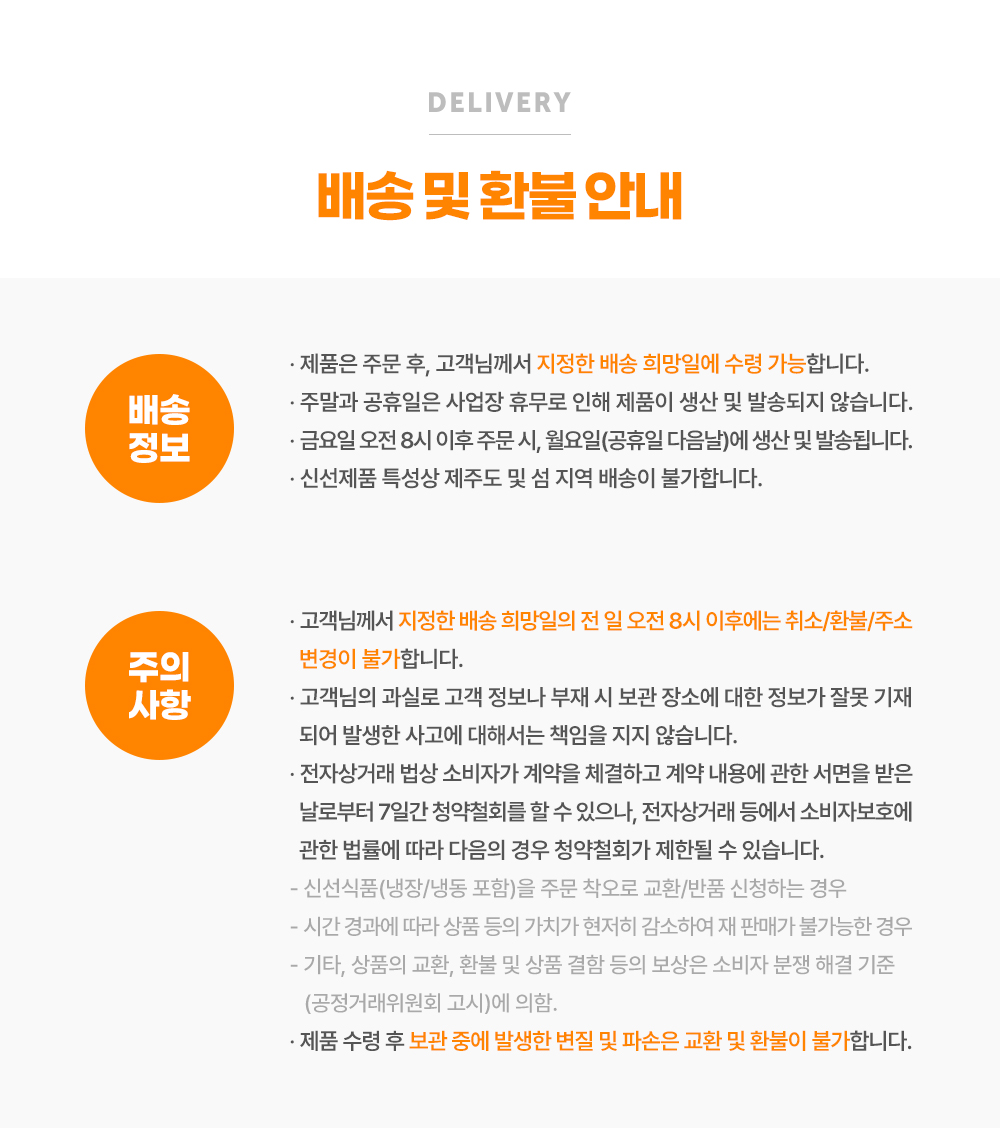 DELIVERY
배송 및 환불 안내
배송
정보
· 제품은 주문 후, 고객님께서 지정한 배송 희망일에 수령 가능합니다.
· 주말과 공휴일은 사업장 휴무로 인해 제품이 생산 및 발송되지 않습니다.
· 금요일 오전 8시 이후 주문 시, 월요일(공휴일 다음날)에 생산 및 발송됩니다.
· 신선제품 특성상 제주도 및 섬 지역 배송이 불가합니다.
주의
사항
· 고객님께서 지정한 배송 희망일의 전 일 오전 8시 이후에는 취소/환불/주소
변경이 불가합니다.
· 고객님의 과실로 고객 정보나 부재 시 보관 장소에 대한 정보가 잘못 기재
되어 발생한 사고에 대해서는 책임을 지지 않습니다.
· 전자상거래 법상 소비자가 계약을 체결하고 계약 내용에 관한 서면을 받은
날로부터 7일간 청약철회를 할 수 있으나, 전자상거래 등에서 소비자보호에
관한 법률에 따라 다음의 경우 청약철회가 제한될 수 있습니다.
- 신선식품(냉장/냉동 포함)을 주문 착오로 교환/반품 신청하는 경우
- 시간 경과에 따라 상품 등의 가치가 현저히 감소하여 재 판매가 불가능한 경우
- 기타, 상품의 교환, 환불 및 상품 결함 등의 보상은 소비자 분쟁 해결 기준
(공정거래위원회 고시)에 의함.
· 제품 수령 후 보관 중에 발생한 변질 및 파손은 교환 및 환불이 불가합니다.